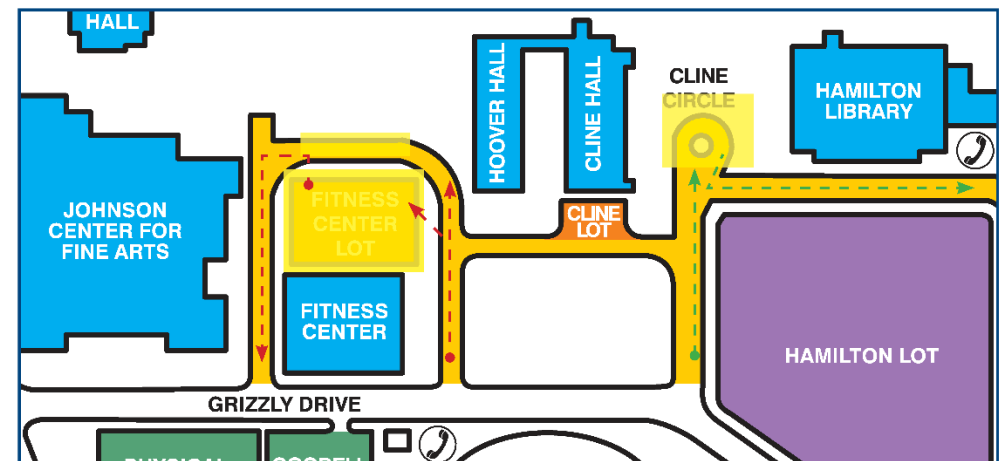 HALL
HOOVER HALL
CLINE HALL
CLINE
CIRCLE
HAMILTON
LIBRARY
JOHNSON
CENTER FOR
FINE ARTS
FITNESS
CENTER
LOT
CLINE
LOT
FITNESS
CENTER
HAMILTON LOT
GRIZZLY DRIVE
PHYSICAL